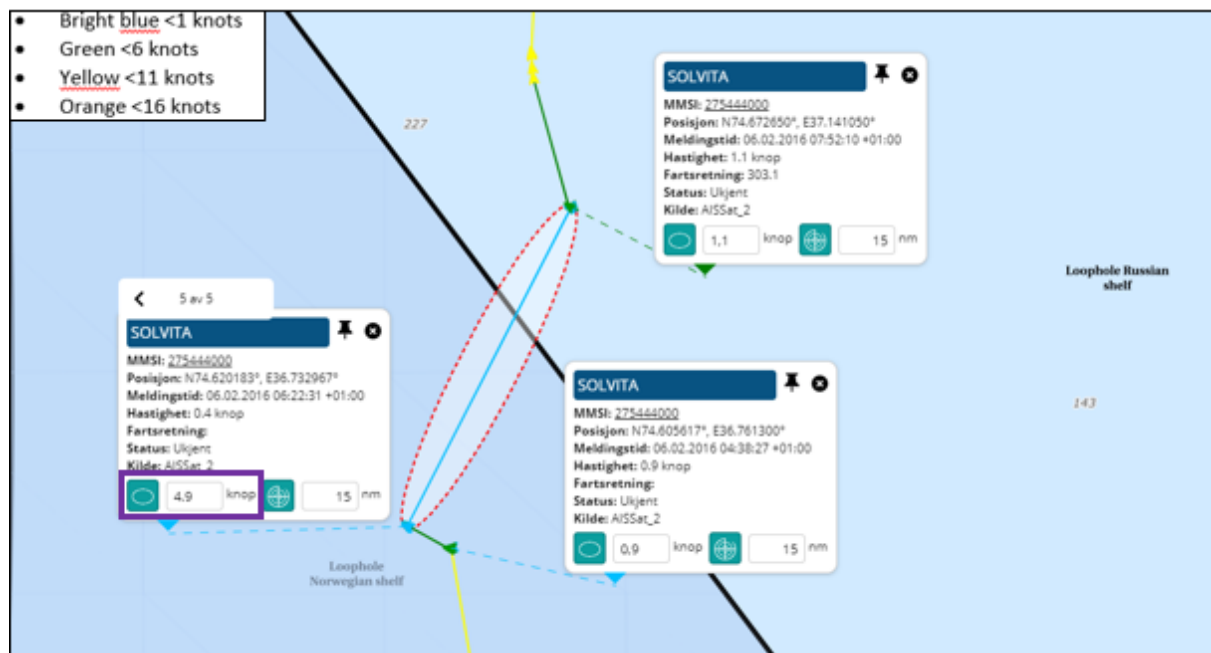 • Bright blue <1 knots
• Green <6 knots
• Yellow <11 knots
• Orange <16 knots
227
SOLVITA
MMSI: 275444000
Posisjon: N74.672650°, E37.141050°
Meldingstid: 06.02.2016 07:52:10 +01:00
Hastighet: 1.1 knop
Fartsretning: 303.1
Status: Ukjent
Kilde: AISSat_2
1,1 knop 15 nm
Loophole Russian
shelf
5 av 5
SOLVITA
MMSI: 275444000
Posisjon: N74.620183°, E36.732967°
Meldingstid: 06.02.2016 06:22:31 +01:00
Hastighet: 0.4 knop
Fartsretning:
Status: Ukjent
Kilde: AISSat_2
4,9 knop 15 nm
SOLVITA
MMSI: 275444000
Posisjon: N74.605617°, E36.761300°
Meldingstid: 06.02.2016 04:38:27 +01:00
Hastighet: 0.9 knop
Fartsretning:
Status: Ukjent
Kilde: AISSat_2
0,9 knop 15 nm
143
Loophole
Norwegian shelf